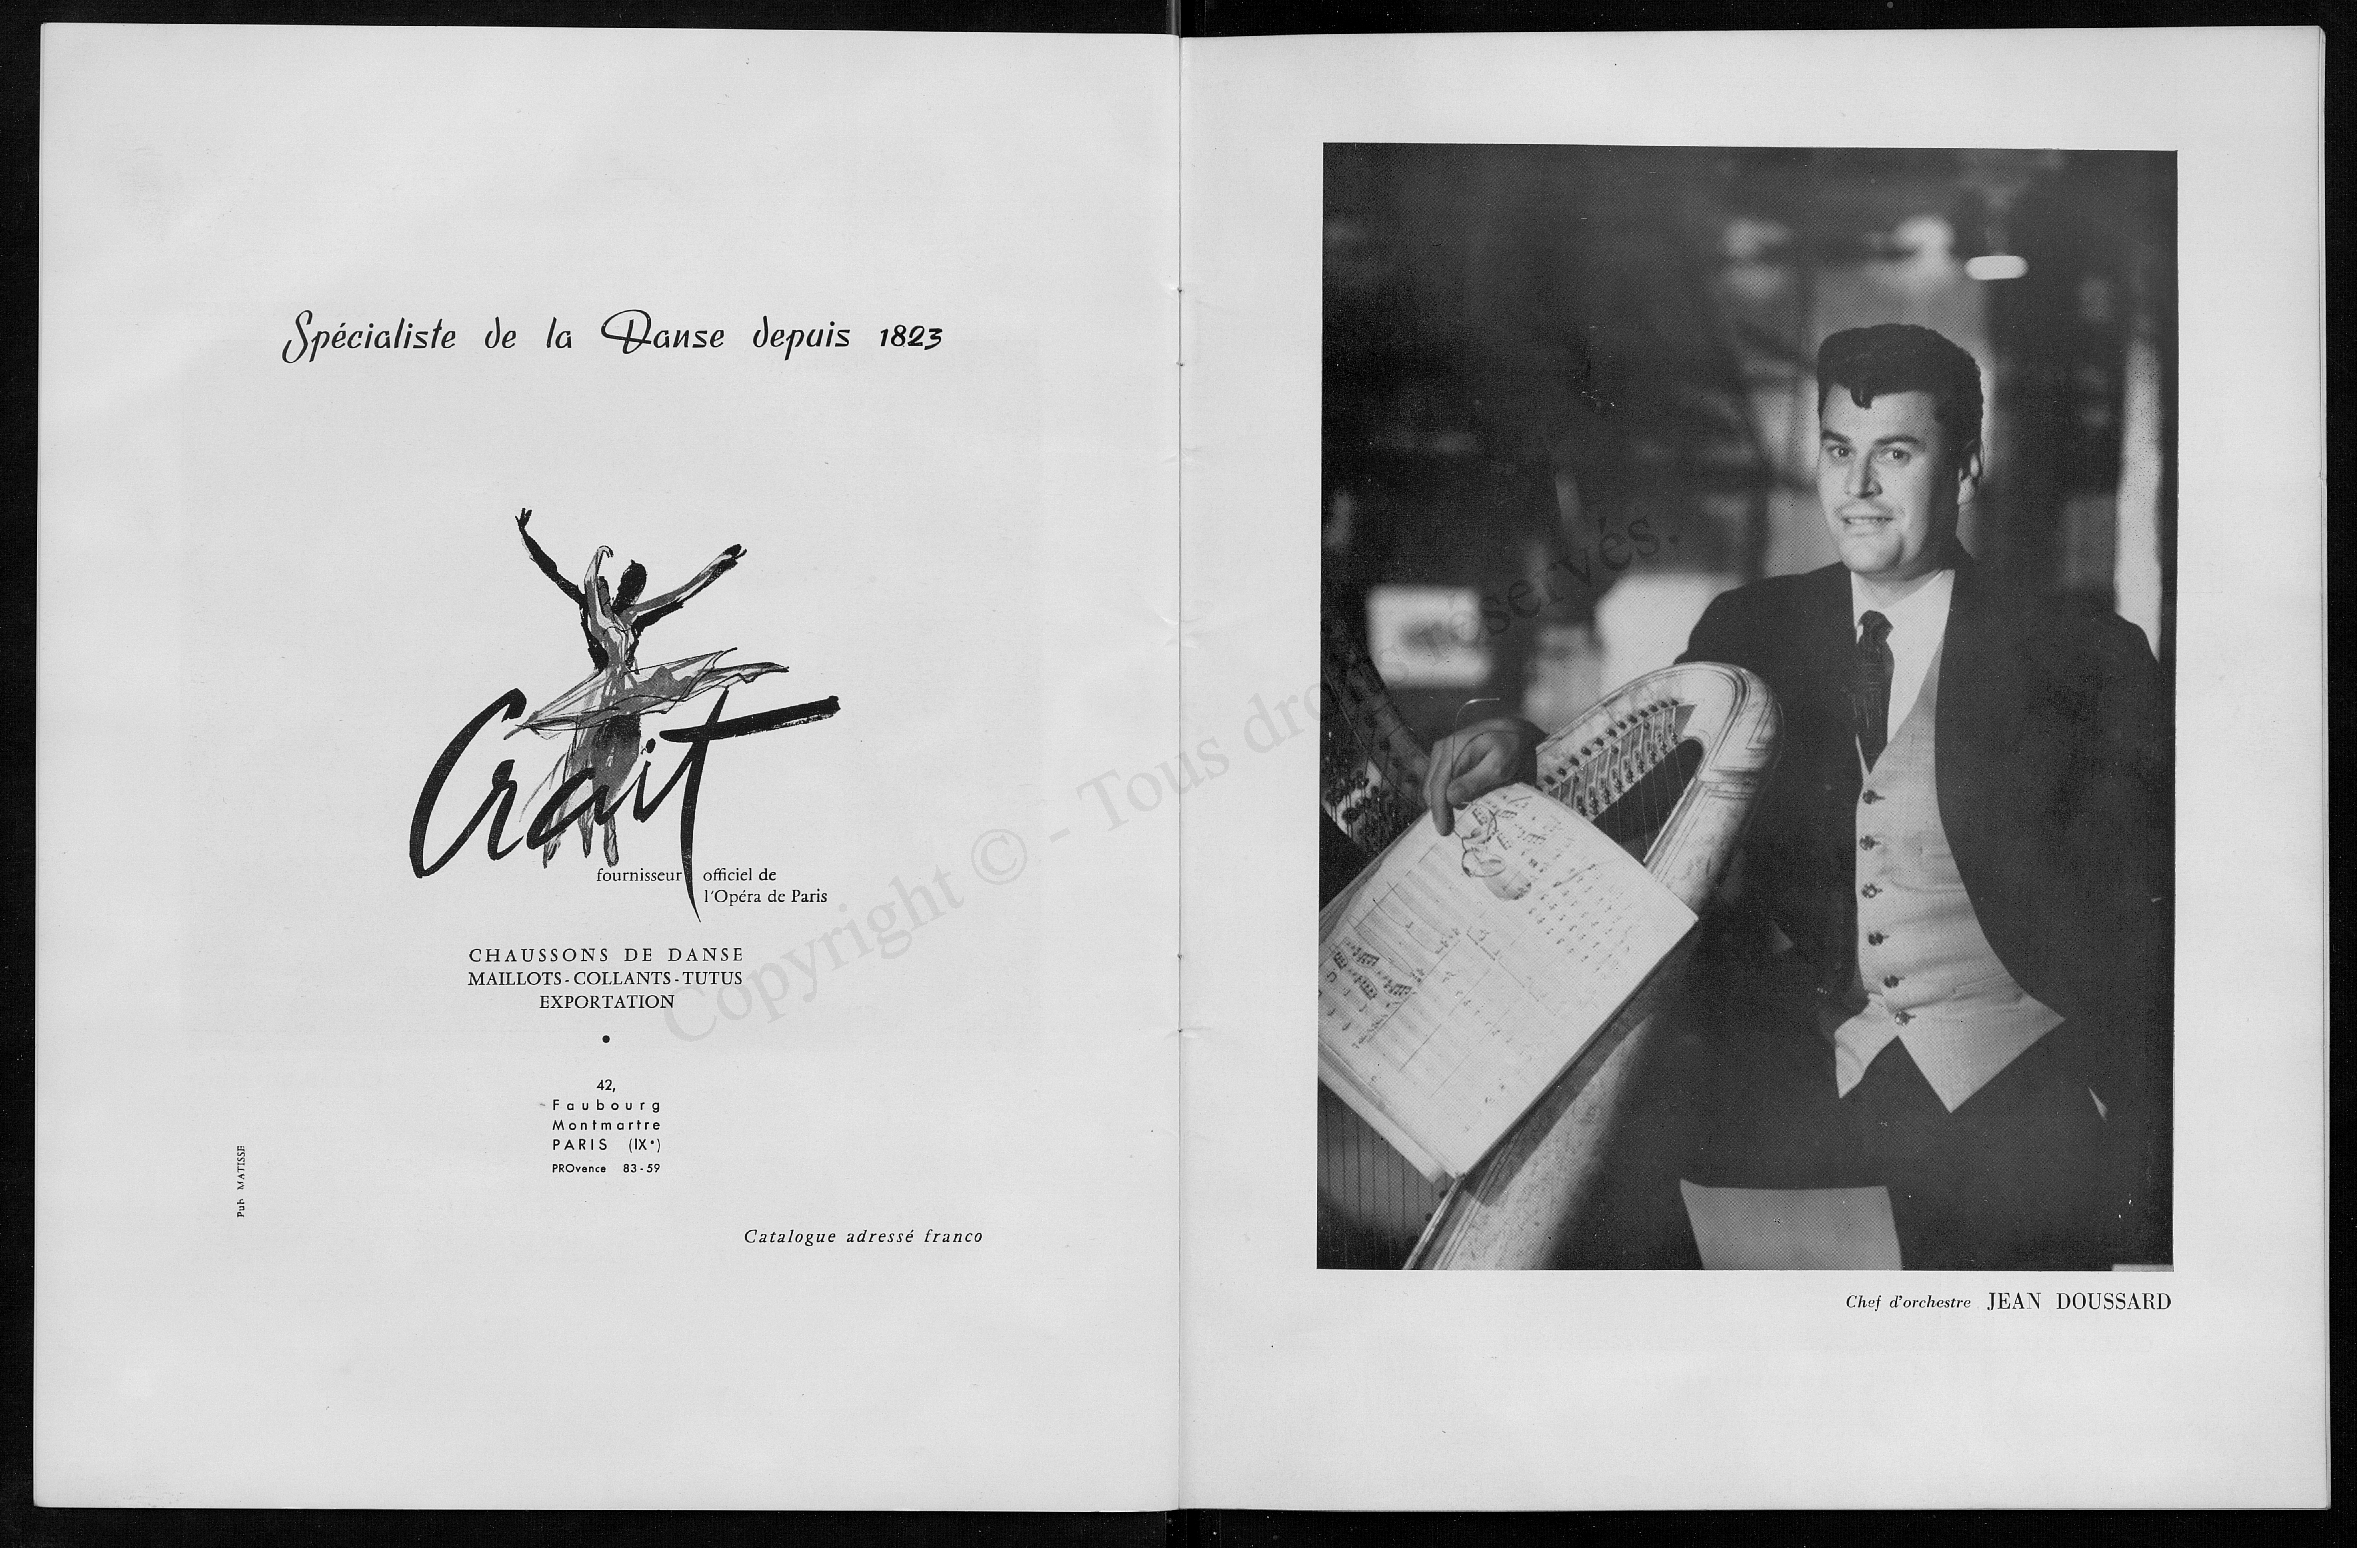 Spécialiste de la Danse depuis 1823
Crait
fournisseur officiel de
l'Opéra de Paris
CHAUSSONS DE DANSE
MAILLOTS-COLLANTS-TUTUS
EXPORTATION
•
42,
Faubourg
Montmartre
PARIS (IXe)
PROvence 83-59
Pub MATISSE
Catalogue adressé franco
Chef d'orchestre JEAN DOUSSARD
Copyright © - Tous droits réservés.